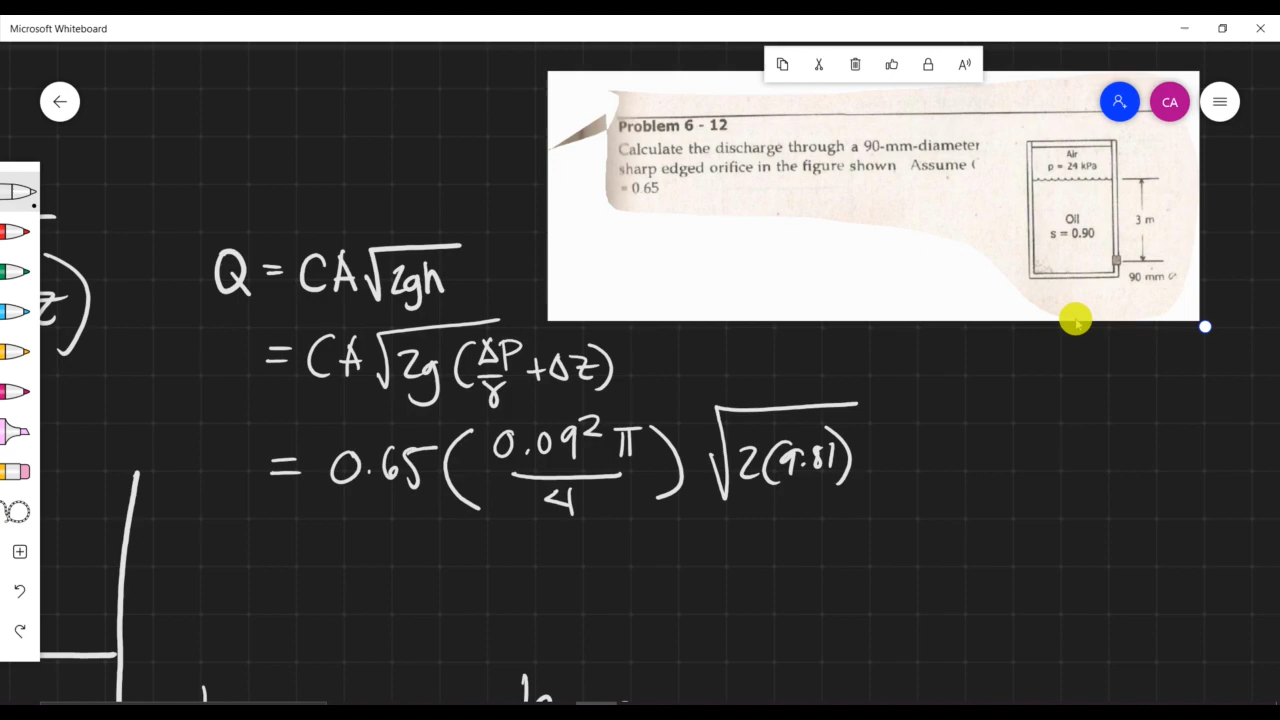 Microsoft Whiteboard
CA
Problem 6 - 12
Calculate the discharge through a 90-mm-diameter
sharp edged orifice in the figure shown Assume
= 0.65
Air
p = 24 kPa
Oil
s = 0.90
3 m
90 mm
Q = CA√2gh
= CA√2g (ΔP/γ + Δz)
= 0.65 (0.09² π / 4) √2(9.81)
z)